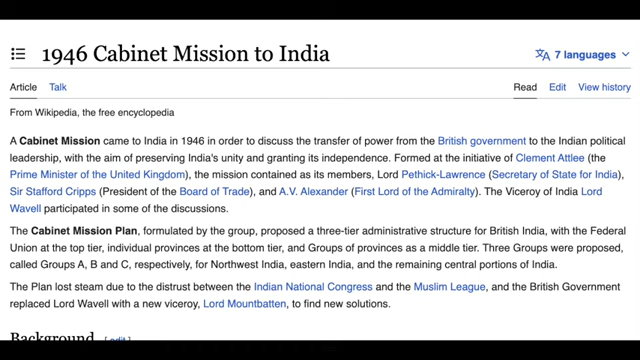 1946 Cabinet Mission to India
7 languages
Article Talk Read Edit View history
From Wikipedia, the free encyclopedia
A Cabinet Mission came to India in 1946 in order to discuss the transfer of power from the British government to the Indian political
leadership, with the aim of preserving India's unity and granting its independence. Formed at the initiative of Clement Attlee (the
Prime Minister of the United Kingdom), the mission contained as its members, Lord Pethick-Lawrence (Secretary of State for India),
Sir Stafford Cripps (President of the Board of Trade), and A.V. Alexander (First Lord of the Admiralty). The Viceroy of India Lord
Wavell participated in some of the discussions.
The Cabinet Mission Plan, formulated by the group, proposed a three-tier administrative structure for British India, with the Federal
Union at the top tier, individual provinces at the bottom tier, and Groups of provinces as a middle tier. Three Groups were proposed,
called Groups A, B and C, respectively, for Northwest India, eastern India, and the remaining central portions of India.
The Plan lost steam due to the distrust between the Indian National Congress and the Muslim League, and the British Government
replaced Lord Wavell with a new viceroy, Lord Mountbatten, to find new solutions.
Background [edit]